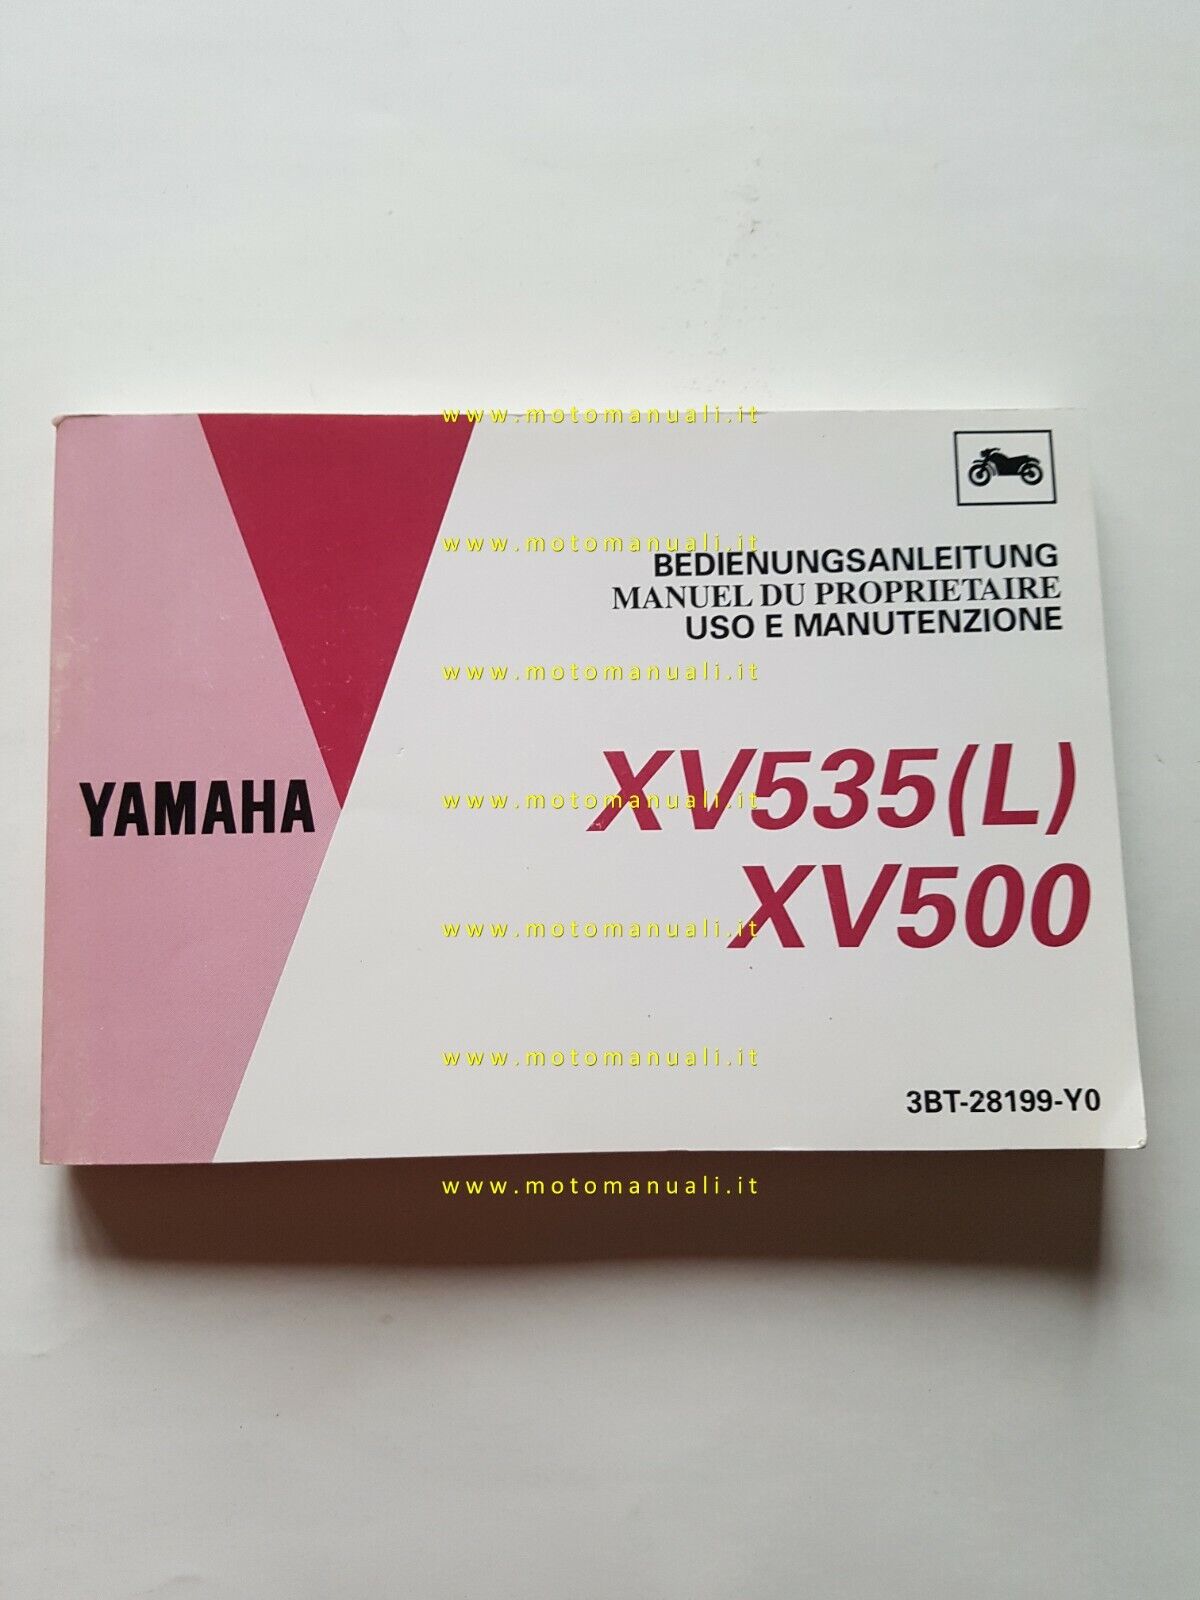 www.motomanuali.it
www.motomanuali.it
BEDIENUNGSANLEITUNG
MANUEL DU PROPRIETAIRE
USO E MANUTENZIONE
www.motomanuali.it
XV535(L)
www.motomanuali.it
YAMAHA
XV500
www.motomanuali.it
www.motomanuali.it
3BT-28199-Y0
www.motomanuali.it